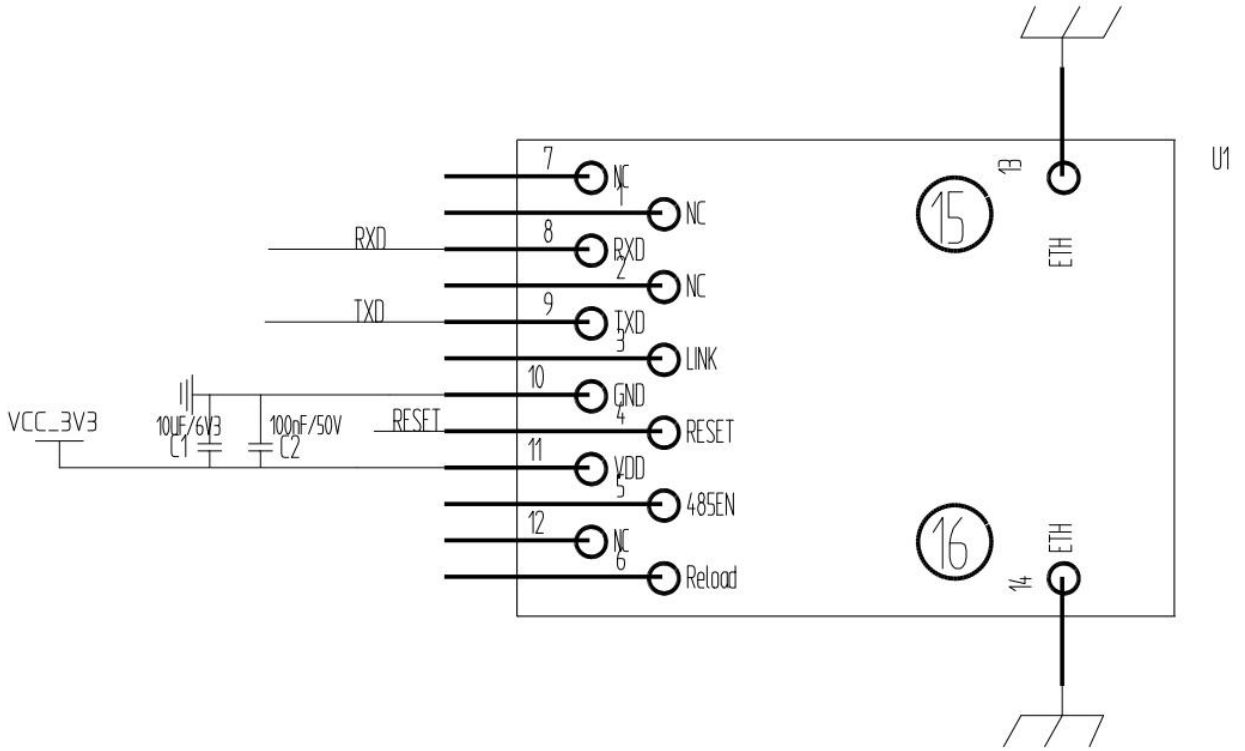 U1
7
NC
1
NC
13
15
RXD
8
RXD
2
NC
ETH
TXD
9
TXD
3
LINK
10
GND
VCC_3V3
10UF/6V3
100nF/50V
RESET
4
RESET
C1
C2
11
VDD
5
485EN
16
ETH
12
NC
6
Reload
14